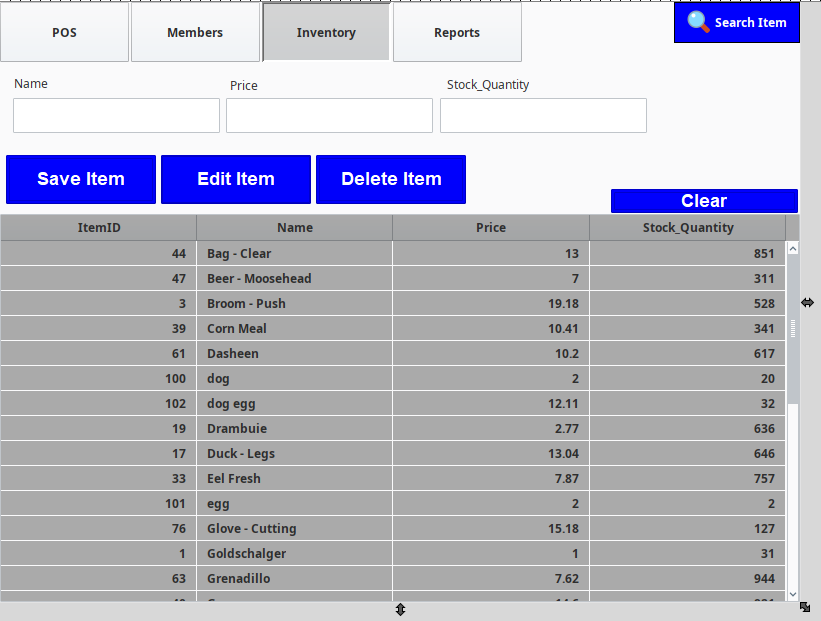 POS Members Inventory Reports Search Item
Name Price Stock_Quantity
Save Item Edit Item Delete Item
Clear
ItemID Name Price Stock_Quantity
44 Bag - Clear 13 851
47 Beer - Moosehead 7 311
3 Broom - Push 19.18 528
39 Corn Meal 10.41 341
61 Dasheen 10.2 617
100 dog 2 20
102 dog egg 12.11 32
19 Drambuie 2.77 636
17 Duck - Legs 13.04 646
33 Eel Fresh 7.87 757
101 egg 2 2
76 Glove - Cutting 15.18 127
1 Goldschalger 1 31
63 Grenadillo 7.62 944